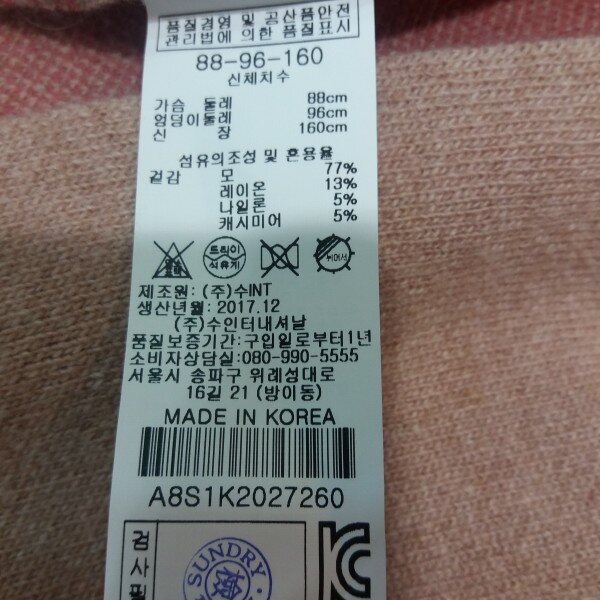 품질경영 및 공산품안전
관리법에 의한 품질표시
88-96-160
신체치수
가슴 둘레 88cm
엉덩이둘레 96cm
신 장 160cm
섬유의조성 및 혼용율
겉감 모 77%
레이온 13%
나일론 5%
캐시미어 5%
드라이
석유계
뉘어서
제조원: (주)수INT
생산년월: 2017.12
(주)수인터내셔날
품질보증기간:구입일로부터1년
소비자상담실:080-990-5555
서울시 송파구 위례성대로
16길 21 (방이동)
MADE IN KOREA
A8S1K2027260
검
사
필
SUNDRY
檢